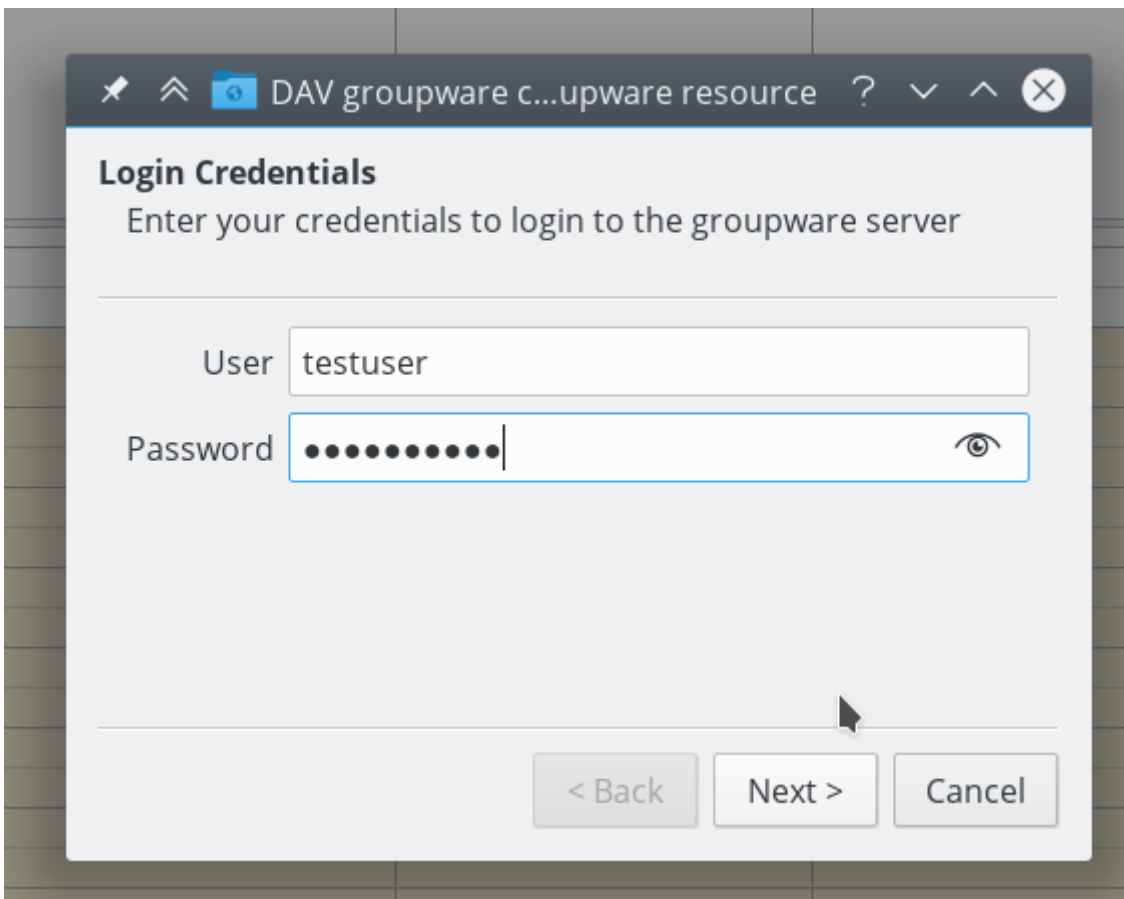 DAV groupware c...upware resource ?
Login Credentials
Enter your credentials to login to the groupware server
User testuser
Password ●●●●●●●●●●
< Back Next > Cancel